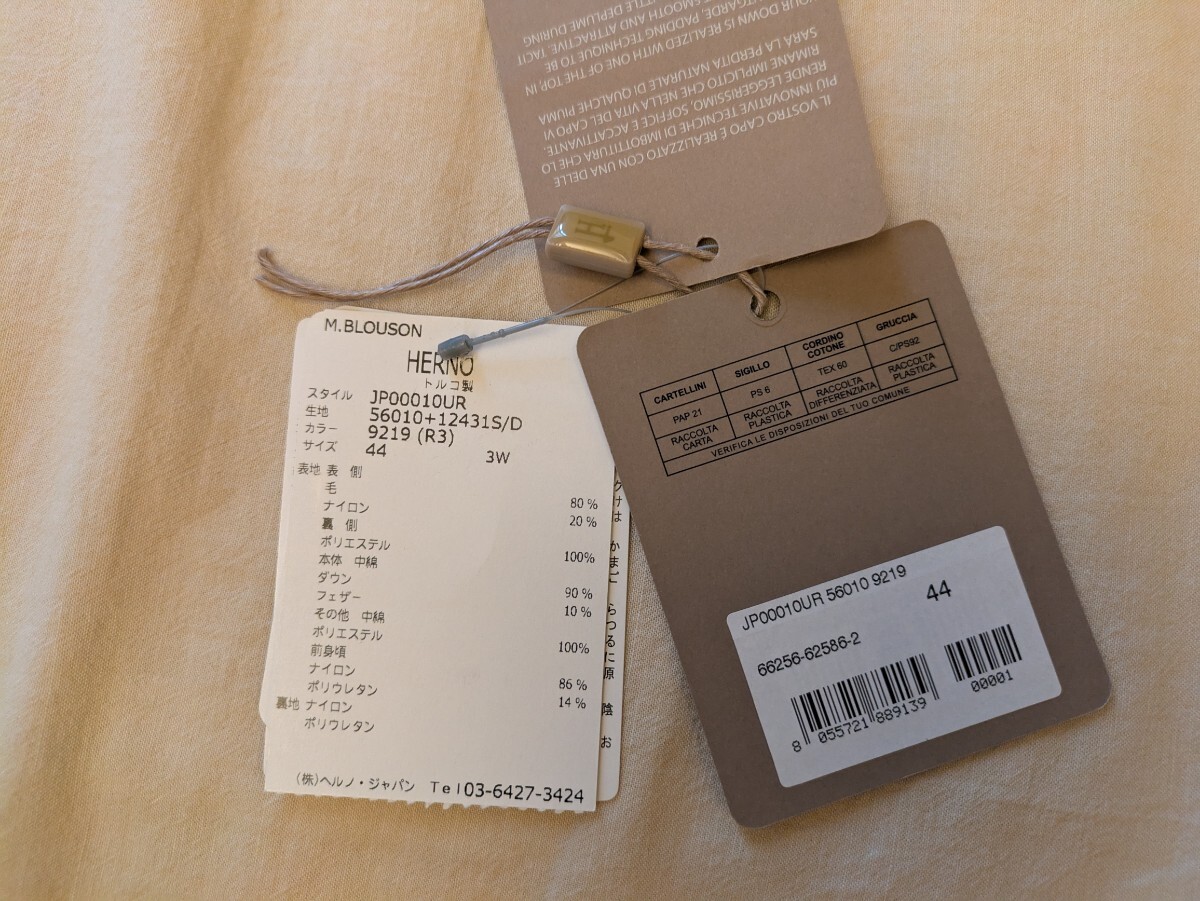 YOUR DOWN IS REALIZED WITH ONE OF THE TOP, IN
PADDING TECHNIQUE TO BE
SMOOTH AND ATTRACTIVE. TACIT
DEPLUME DURING
IL VOSTRO CAPO È REALIZZATO CON UNA DELLE
PIÙ INNOVATIVE TECNICHE DI IMBOTTITURA CHE LO
RENDE LEGGERISSIMO, SOFFICE E ACCATTIVANTE.
RIMANE IMPLICITO CHE NELLA VITA DEL CAPO VI
SARÀ LA PERDITA NATURALE DI QUALCHE PIUMA
M.BLOUSON
HERNO
トルコ製
スタイル JP00010UR
生地 56010+12431S/D
カラー 9219 (R3)
サイズ 44 3W
表地 表 側
毛
ナイロン 80 %
裏 側 20 %
ポリエステル
本体 中綿 100%
ダウン
フェザー 90 %
その他 中綿 10 %
ポリエステル
前身頃 100%
ナイロン
ポリウレタン 86 %
裏地 ナイロン 14 %
ポリウレタン
(株)ヘルノ・ジャパン Tel03-6427-3424
CARTELLINI SIGILLO CORDINO COTONE GRUCCIA
PAP 21 PS 6 TEX 60 C/PS92
RACCOLTA CARTA RACCOLTA PLASTICA RACCOLTA DIFFERENZIATA RACCOLTA PLASTICA
VERIFICA LE DISPOSIZIONI DEL TUO COMUNE
JP00010UR 56010 9219
44
66256-62586-2
8 055721 889139
00001